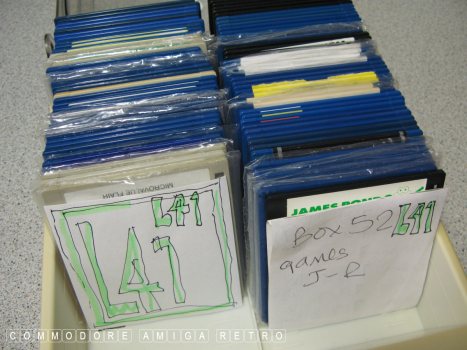 MICROVALUE FLAIR
L41
L41
JAMES POND
BOX 52
L41
games
J-R
COMMODORE AMIGA RETRO